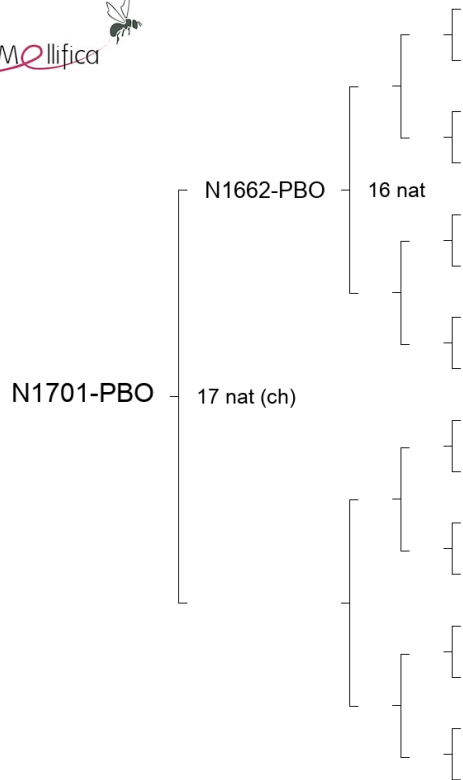 Mellifica
N1662-PBO
16 nat
N1701-PBO
17 nat (ch)